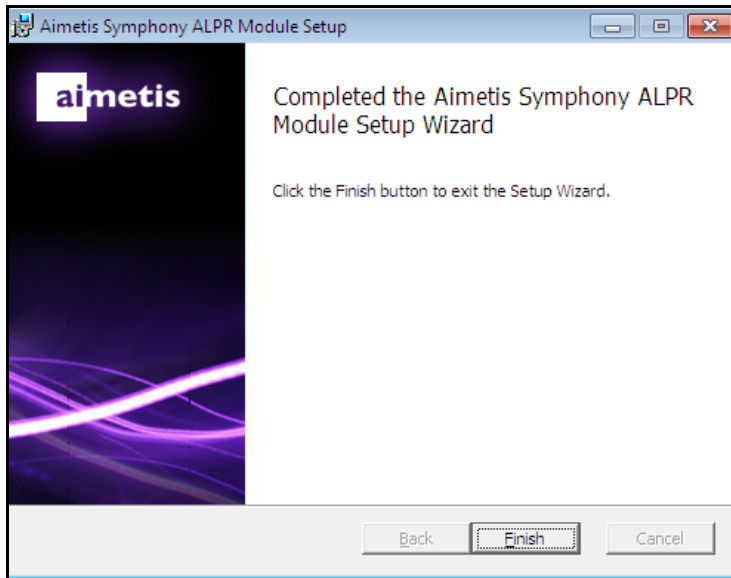 Aimetis Symphony ALPR Module Setup
aimetis
Completed the Aimetis Symphony ALPR
Module Setup Wizard
Click the Finish button to exit the Setup Wizard.
Back
Finish
Cancel